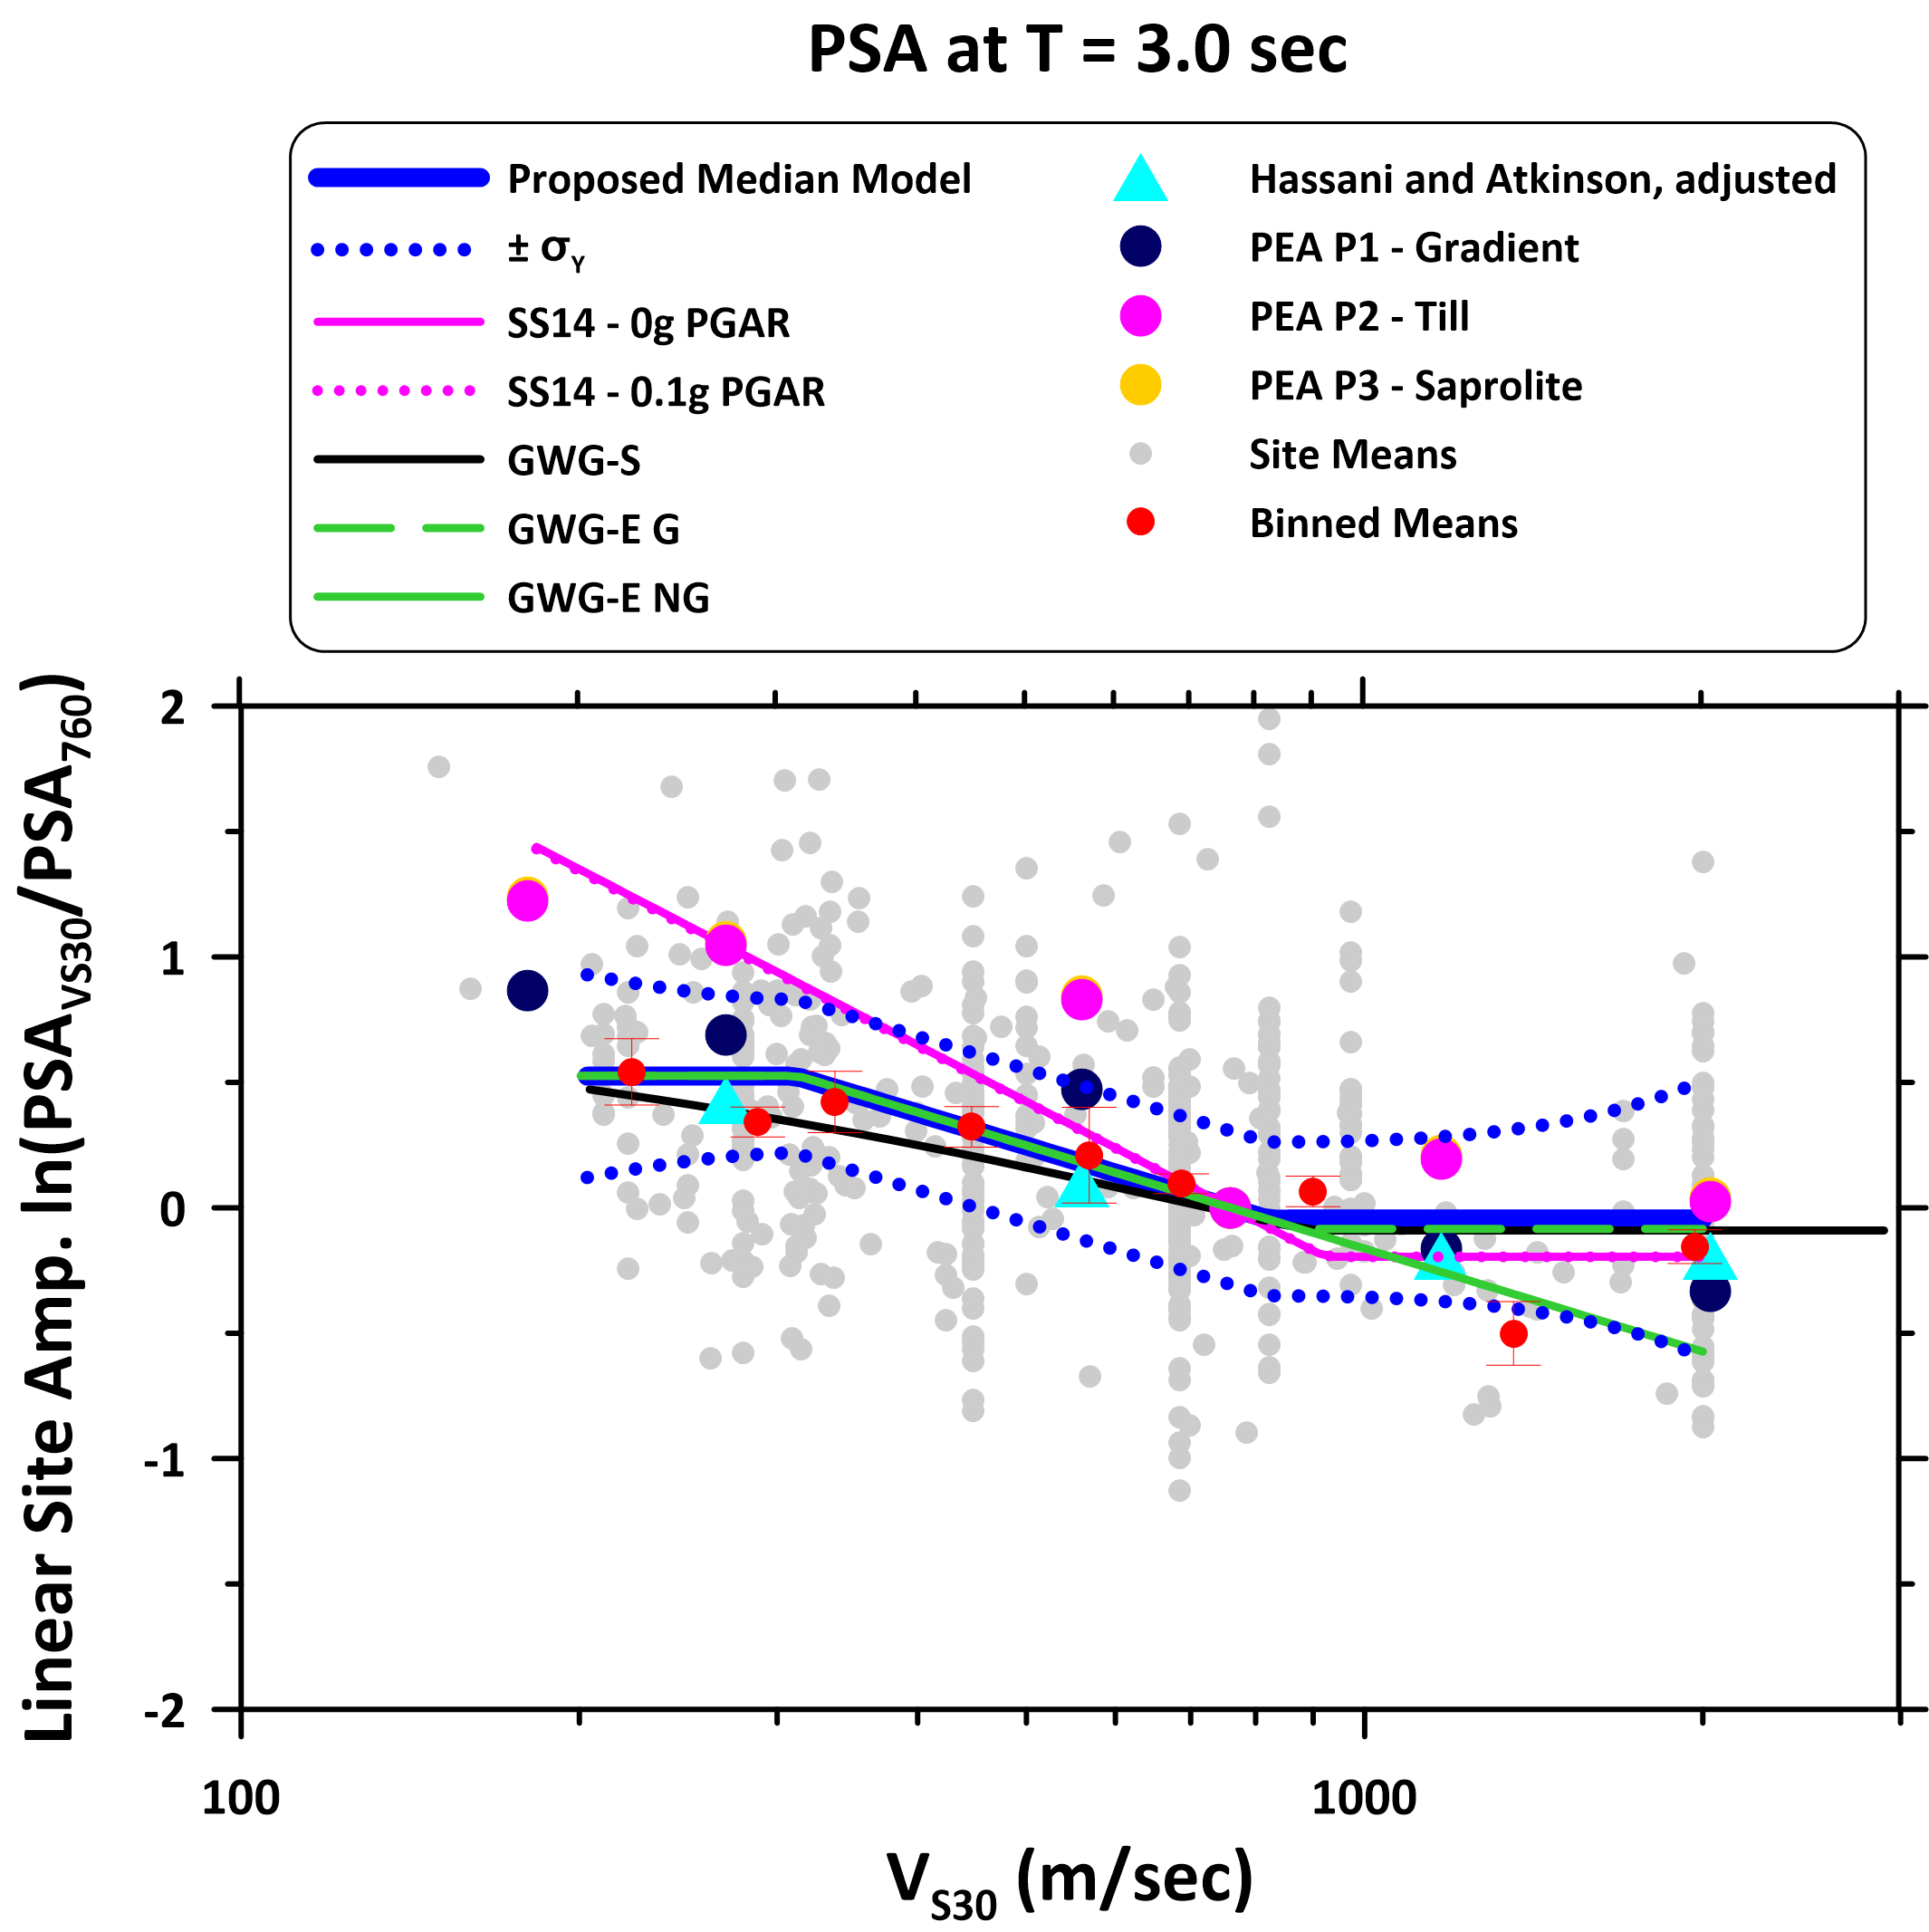 PSA at T = 3.0 sec
Proposed Median Model
± σγ
SS14 - 0g PGAR
SS14 - 0.1g PGAR
GWG-S
GWG-E G
GWG-E NG
Hassani and Atkinson, adjusted
PEA P1 - Gradient
PEA P2 - Till
PEA P3 - Saprolite
Site Means
Binned Means
Linear Site Amp. ln(PSAVS30/PSA760)
2
1
0
-1
-2
100
1000
VS30 (m/sec)